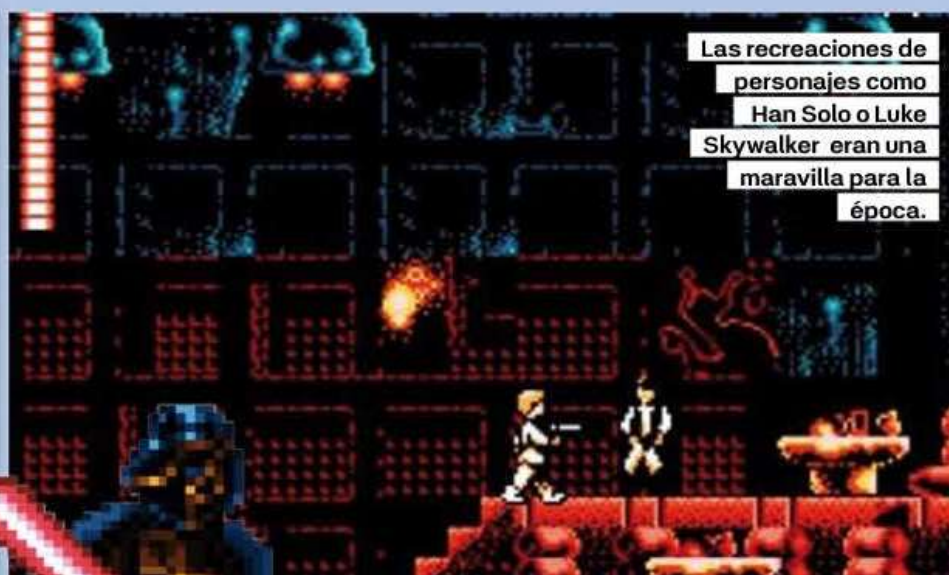 Las recreaciones de
personajes como
Han Solo o Luke
Skywalker eran una
maravilla para la
época.